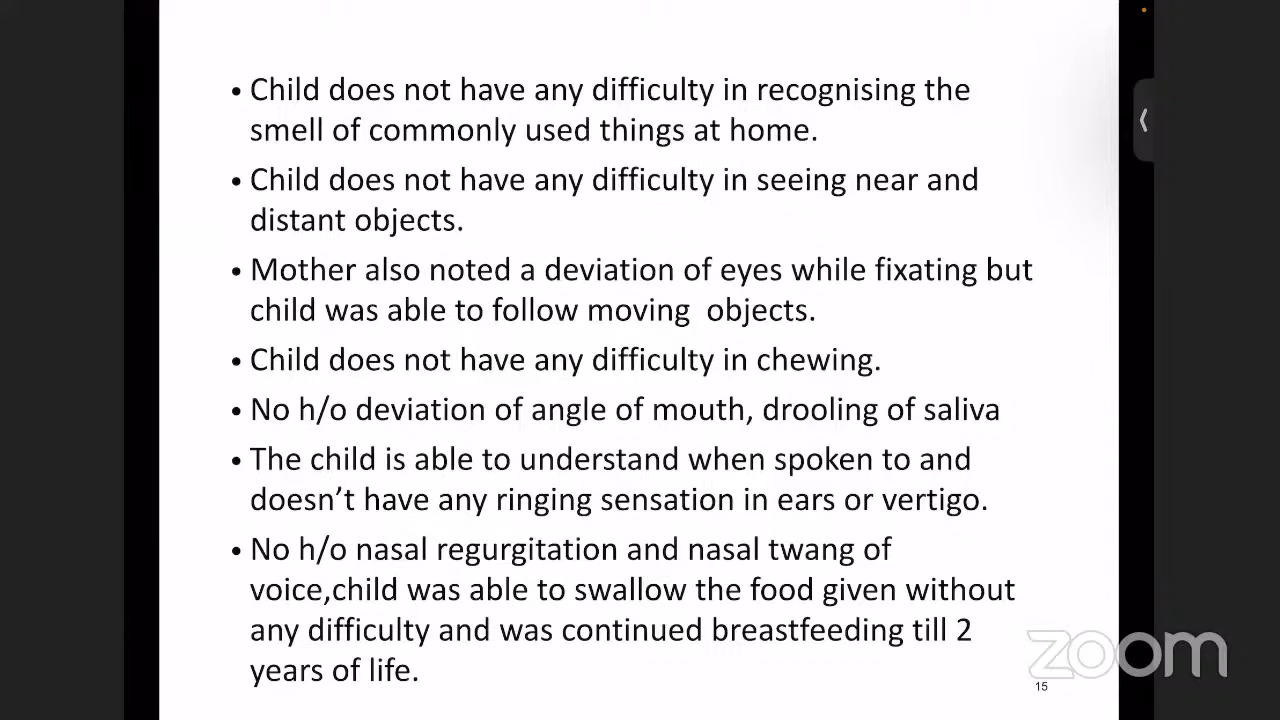 • Child does not have any difficulty in recognising the
smell of commonly used things at home.
• Child does not have any difficulty in seeing near and
distant objects.
• Mother also noted a deviation of eyes while fixating but
child was able to follow moving  objects.
• Child does not have any difficulty in chewing.
• No h/o deviation of angle of mouth, drooling of saliva
• The child is able to understand when spoken to and
doesn’t have any ringing sensation in ears or vertigo.
• No h/o nasal regurgitation and nasal twang of
voice,child was able to swallow the food given without
any difficulty and was continued breastfeeding till 2
years of life.
zoom
15